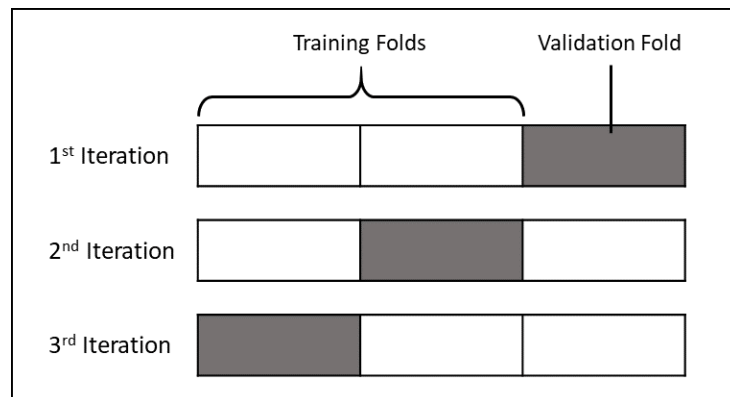 Training Folds
Validation Fold
1st Iteration
2nd Iteration
3rd Iteration